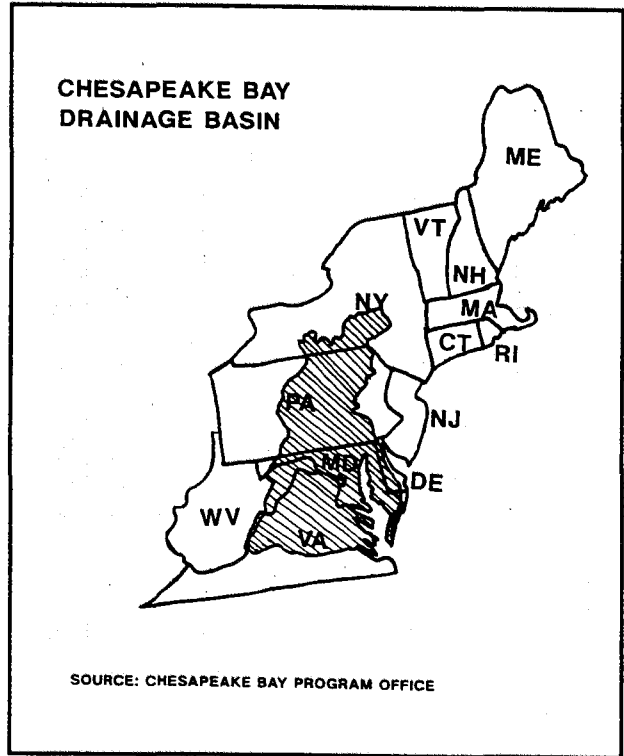 CHESAPEAKE BAY
DRAINAGE BASIN
ME
VT
NH
NY
MA
CT
RI
PA
NJ
MD
DE
WV
VA
SOURCE: CHESAPEAKE BAY PROGRAM OFFICE